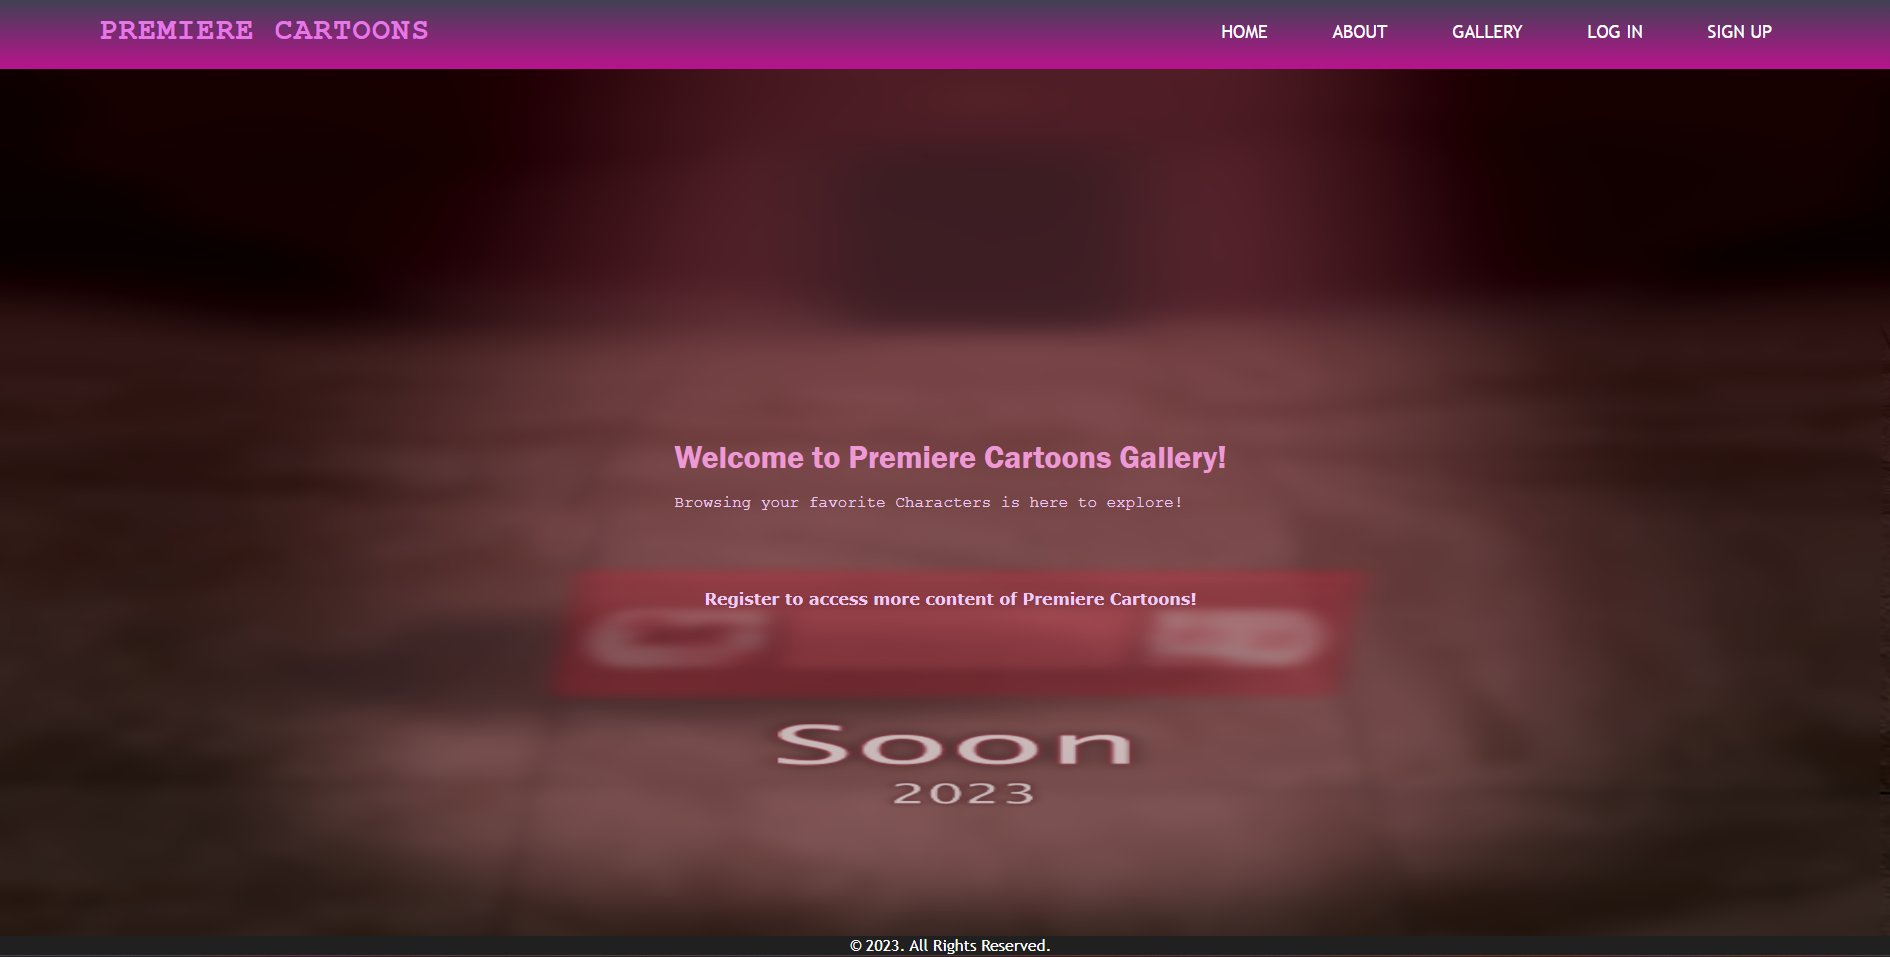 PREMIERE CARTOONS
HOME ABOUT GALLERY LOG IN SIGN UP
Welcome to Premiere Cartoons Gallery!
Browsing your favorite Characters is here to explore!
Register to access more content of Premiere Cartoons!
Soon
2023
© 2023. All Rights Reserved.